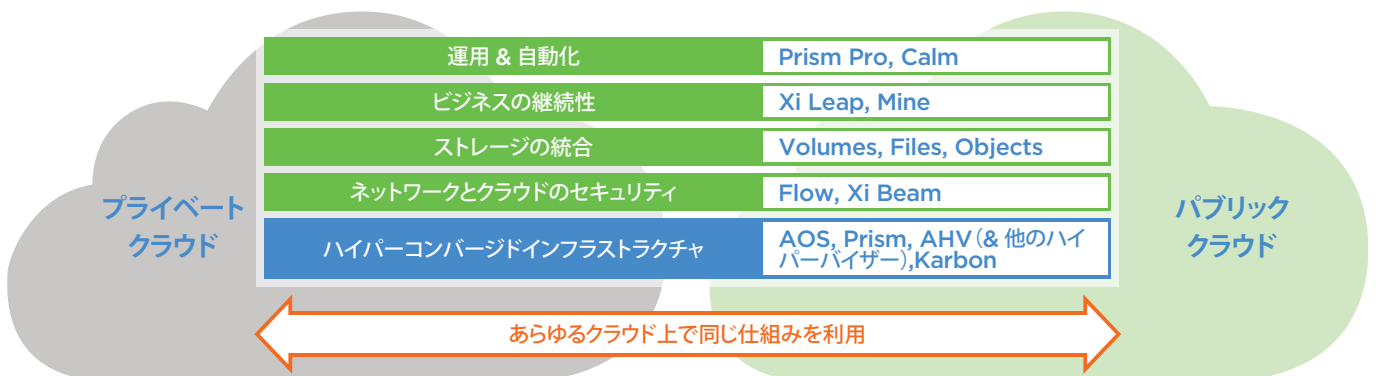 運用 & 自動化
Prism Pro, Calm
ビジネスの継続性
Xi Leap, Mine
ストレージの統合
Volumes, Files, Objects
ネットワークとクラウドのセキュリティ
Flow, Xi Beam
プライベート
クラウド
ハイパーコンバージドインフラストラクチャ
AOS, Prism, AHV(& 他のハイ
パーバイザー),Karbon
パブリック
クラウド
あらゆるクラウド上で同じ仕組みを利用